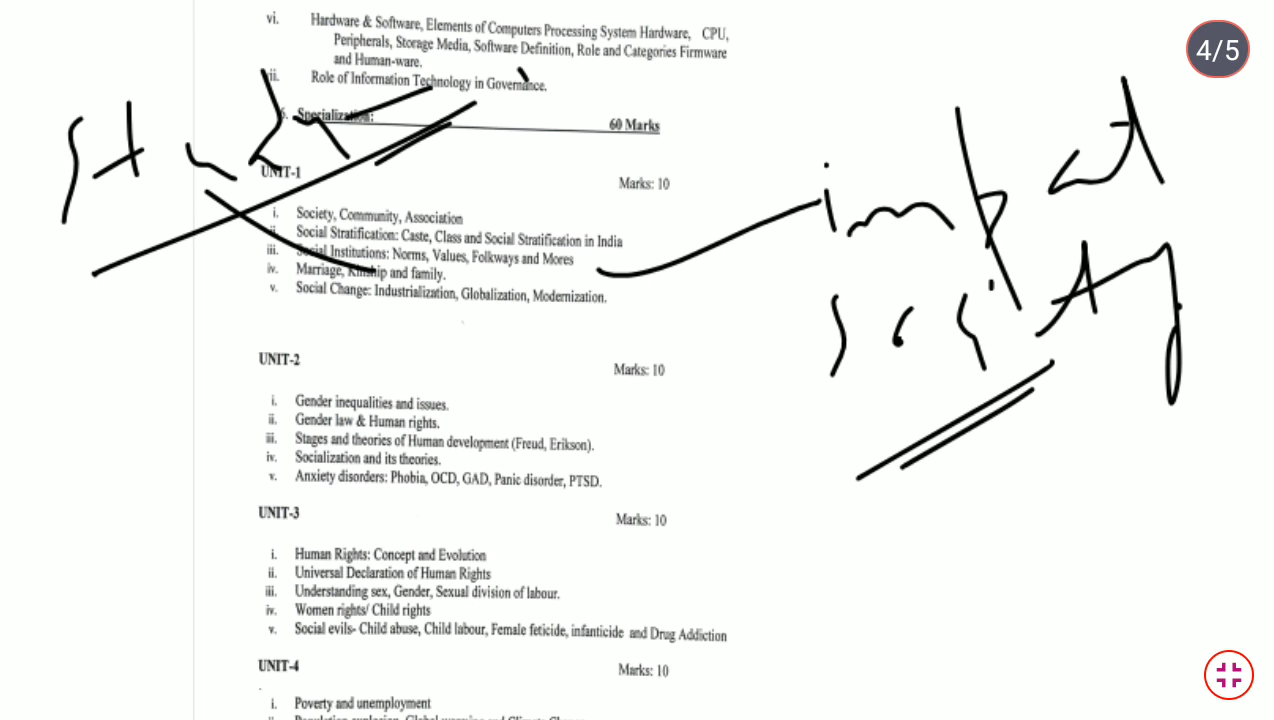 vi. Hardware & Software, Elements of Computers Processing System Hardware, CPU,
Peripherals, Storage Media, Software Definition, Role and Categories Firmware
and Human-ware.
vii. Role of Information Technology in Governance.
4/5
Specialization: 60 Marks
UNIT-1 Marks: 10
i. Society, Community, Association
ii. Social Stratification: Caste, Class and Social Stratification in India
iii. Social Institutions: Norms, Values, Folkways and Mores
iv. Marriage, Kinship and family.
v. Social Change: Industrialization, Globalization, Modernization.
UNIT-2 Marks: 10
i. Gender inequalities and issues.
ii. Gender law & Human rights.
iii. Stages and theories of Human development (Freud, Erikson).
iv. Socialization and its theories.
v. Anxiety disorders: Phobia, OCD, GAD, Panic disorder, PTSD.
UNIT-3 Marks: 10
i. Human Rights: Concept and Evolution
ii. Universal Declaration of Human Rights
iii. Understanding sex, Gender, Sexual division of labour.
iv. Women rights/ Child rights
v. Social evils- Child abuse, Child labour, Female feticide, infanticide and Drug Addiction
UNIT-4 Marks: 10
i. Poverty and unemployment